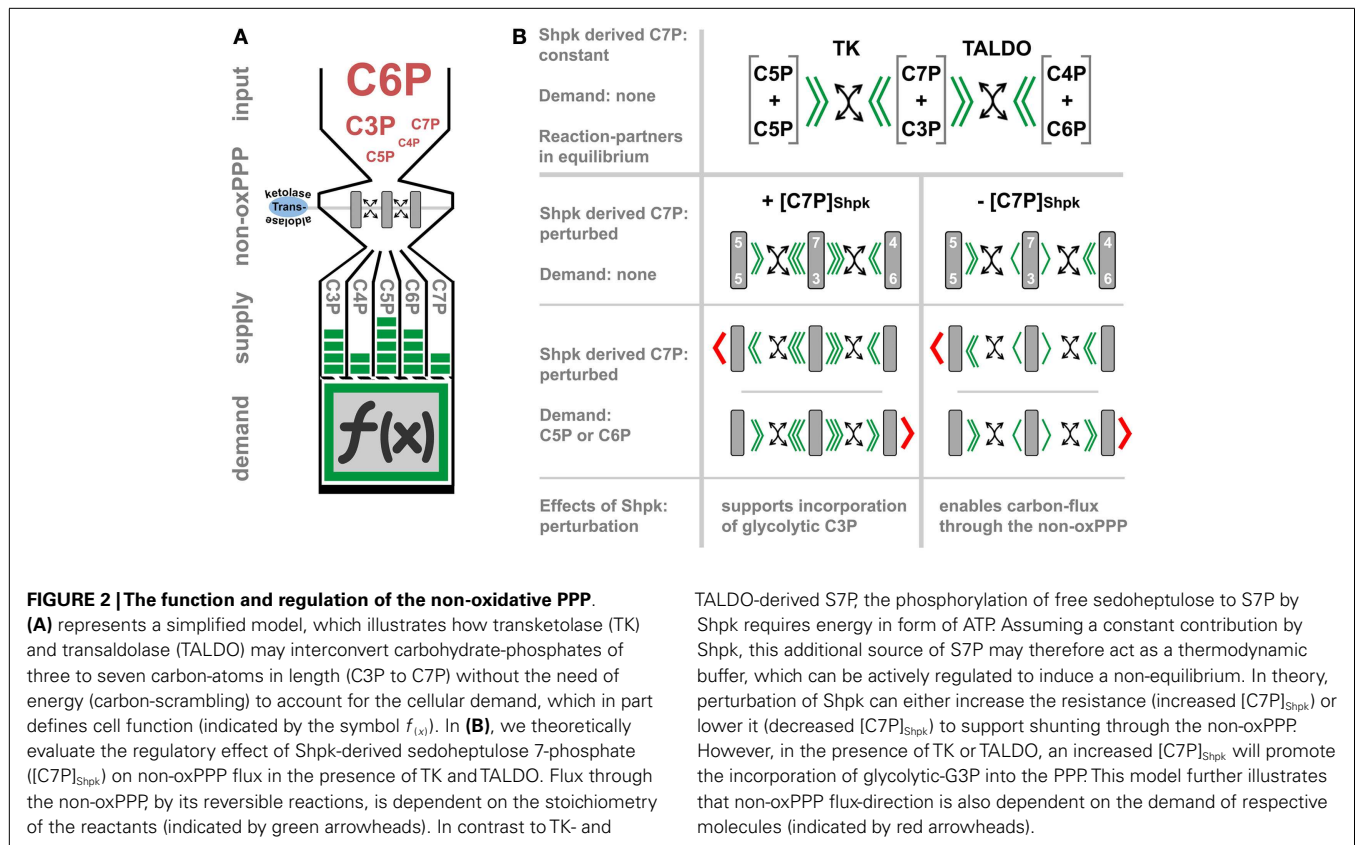 A
input
non-oxPPP
supply
demand
C6P
C3P
C7P
C4P
C5P
ketolase
Trans-
aldolase
C3P
C4P
C5P
C6P
C7P
f(x)
B
Shpk derived C7P:
constant
Demand: none
Reaction-partners
in equilibrium
TK
TALDO
C5P
+
C5P
C7P
+
C3P
C4P
+
C6P
Shpk derived C7P:
perturbed
Demand: none
+ [C7P]Shpk
- [C7P]Shpk
5 7 4
5 3 6
5 7 4
5 3 6
Shpk derived C7P:
perturbed
Demand:
C5P or C6P
Effects of Shpk:
perturbation
supports incorporation
of glycolytic C3P
enables carbon-flux
through the non-oxPPP
FIGURE 2 | The function and regulation of the non-oxidative PPP.
(A) represents a simplified model, which illustrates how transketolase (TK)
and transaldolase (TALDO) may interconvert carbohydrate-phosphates of
three to seven carbon-atoms in length (C3P to C7P) without the need of
energy (carbon-scrambling) to account for the cellular demand, which in part
defines cell function (indicated by the symbol f(x)). In (B), we theoretically
evaluate the regulatory effect of Shpk-derived sedoheptulose 7-phosphate
([C7P]Shpk) on non-oxPPP flux in the presence of TK and TALDO. Flux through
the non-oxPPP, by its reversible reactions, is dependent on the stoichiometry
of the reactants (indicated by green arrowheads). In contrast to TK- and
TALDO-derived S7P, the phosphorylation of free sedoheptulose to S7P by
Shpk requires energy in form of ATP. Assuming a constant contribution by
Shpk, this additional source of S7P may therefore act as a thermodynamic
buffer, which can be actively regulated to induce a non-equilibrium. In theory,
perturbation of Shpk can either increase the resistance (increased [C7P]Shpk) or
lower it (decreased [C7P]Shpk) to support shunting through the non-oxPPP.
However, in the presence of TK or TALDO, an increased [C7P]Shpk will promote
the incorporation of glycolytic-G3P into the PPP. This model further illustrates
that non-oxPPP flux-direction is also dependent on the demand of respective
molecules (indicated by red arrowheads).